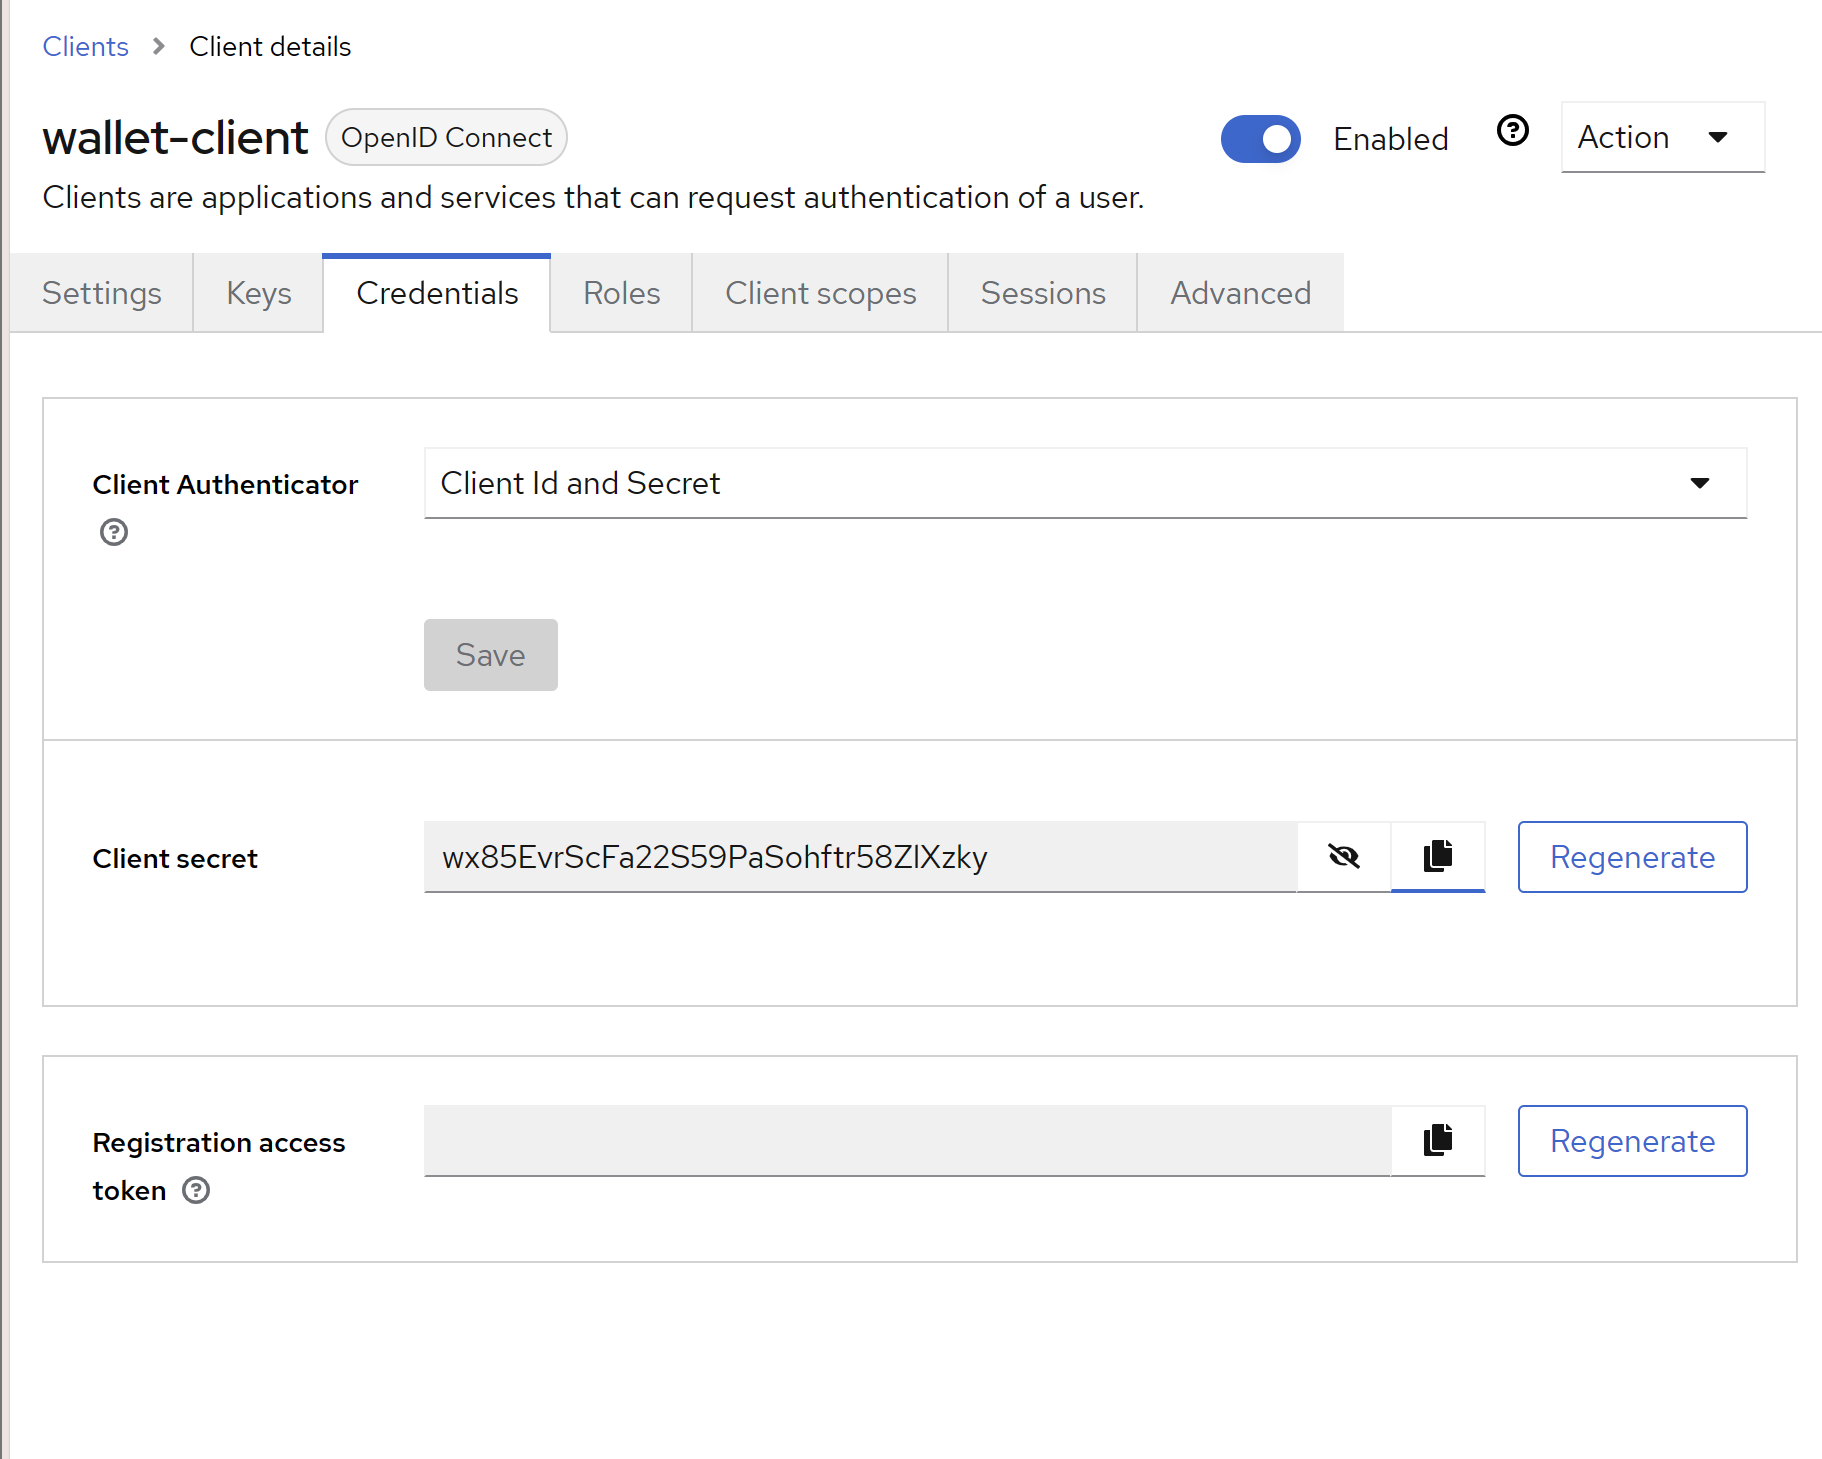 Clients > Client details
wallet-client OpenID Connect Enabled Action
Clients are applications and services that can request authentication of a user.
Settings Keys Credentials Roles Client scopes Sessions Advanced
Client Authenticator Client Id and Secret
Save
Client secret wx85EvrScFa22S59PaSohftr58ZlXzky Regenerate
Registration access Regenerate
token